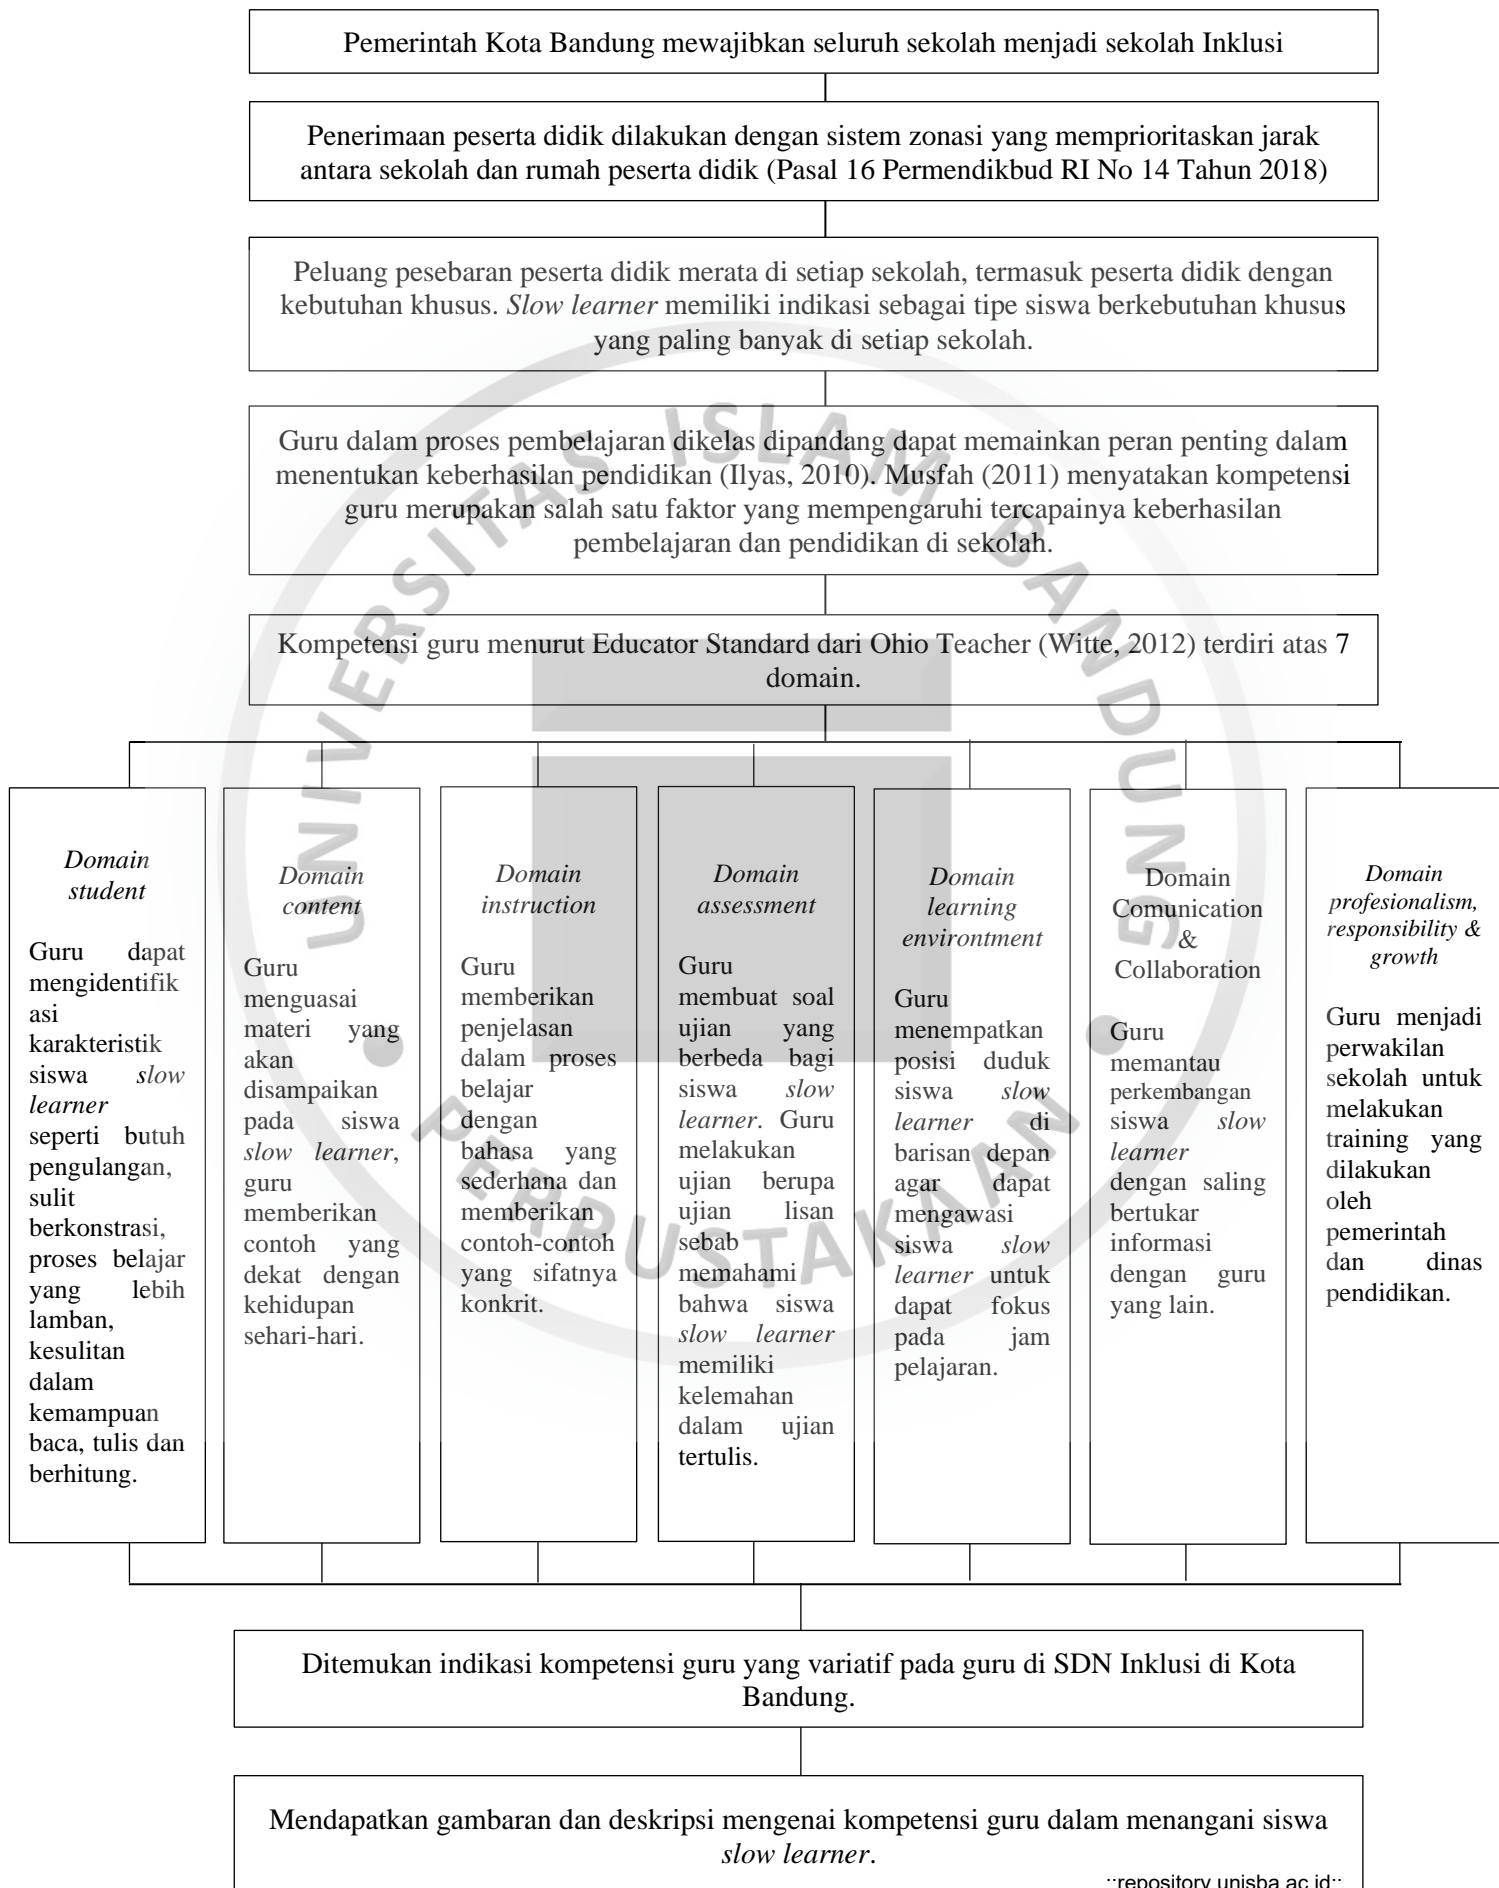 Pemerintah Kota Bandung mewajibkan seluruh sekolah menjadi sekolah Inklusi
Penerimaan peserta didik dilakukan dengan sistem zonasi yang memprioritaskan jarak
antara sekolah dan rumah peserta didik (Pasal 16 Permendikbud RI No 14 Tahun 2018)
Peluang pesebaran peserta didik merata di setiap sekolah, termasuk peserta didik dengan
kebutuhan khusus. Slow learner memiliki indikasi sebagai tipe siswa berkebutuhan khusus
yang paling banyak di setiap sekolah.
Guru dalam proses pembelajaran dikelas dipandang dapat memainkan peran penting dalam
menentukan keberhasilan pendidikan (Ilyas, 2010). Musfah (2011) menyatakan kompetensi
guru merupakan salah satu faktor yang mempengaruhi tercapainya keberhasilan
pembelajaran dan pendidikan di sekolah.
Kompetensi guru menurut Educator Standard dari Ohio Teacher (Witte, 2012) terdiri atas 7
domain.
Domain
student
Guru dapat
mengidentifik
asi
karakteristik
siswa slow
learner
seperti butuh
pengulangan,
sulit
berkonstrasi,
proses belajar
yang lebih
lamban,
kesulitan
dalam
kemampuan
baca, tulis dan
berhitung.
Domain
content
Guru
menguasai
materi yang
akan
disampaikan
pada siswa
slow learner,
guru
memberikan
contoh yang
dekat dengan
kehidupan
sehari-hari.
Domain
instruction
Guru
memberikan
penjelasan
dalam proses
belajar
dengan
bahasa yang
sederhana dan
memberikan
contoh-contoh
yang sifatnya
konkrit.
Domain
assessment
Guru
membuat soal
ujian yang
berbeda bagi
siswa slow
learner. Guru
melakukan
ujian berupa
ujian lisan
sebab
memahami
bahwa siswa
slow learner
memiliki
kelemahan
dalam ujian
tertulis.
Domain
learning
environtment
Guru
menempatkan
posisi duduk
siswa slow
learner di
barisan depan
agar dapat
mengawasi
siswa slow
learner untuk
dapat fokus
pada jam
pelajaran.
Domain
Comunication
&
Collaboration
Guru
memantau
perkembangan
siswa slow
learner
dengan saling
bertukar
informasi
dengan guru
yang lain.
Domain
profesionalism,
responsibility &
growth
Guru menjadi
perwakilan
sekolah untuk
melakukan
training yang
dilakukan
oleh
pemerintah
dan dinas
pendidikan.
Ditemukan indikasi kompetensi guru yang variatif pada guru di SDN Inklusi di Kota
Bandung.
Mendapatkan gambaran dan deskripsi mengenai kompetensi guru dalam menangani siswa
slow learner.
UNIVERSITAS ISLAM BANDUNG
PERPUSTAKAAN
::repository.unisba.ac.id::